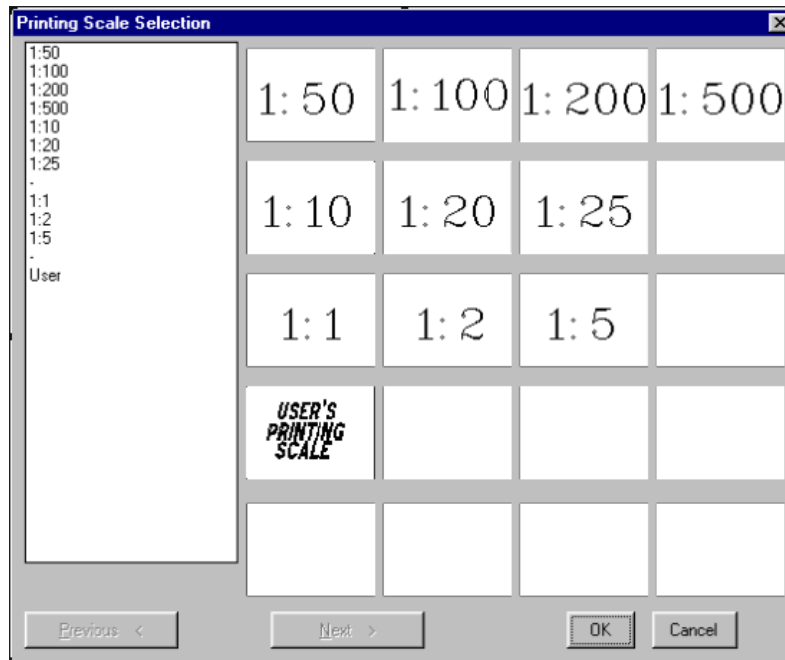 Printing Scale Selection
1:50
1:100
1:200
1:500
1:10
1:20
1:25
-
1:1
1:2
1:5
-
User
1: 50 1: 100 1: 200 1: 500
1: 10 1: 20 1: 25
1: 1 1: 2 1: 5
USER'S
PRINTING
SCALE
Previous < Next > OK Cancel